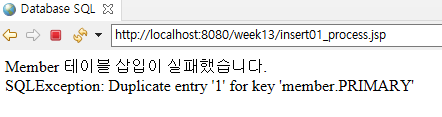 Database SQL
http://localhost:8080/week13/insert01_process.jsp
Member 테이블 삽입이 실패했습니다.
SQLException: Duplicate entry '1' for key 'member.PRIMARY'